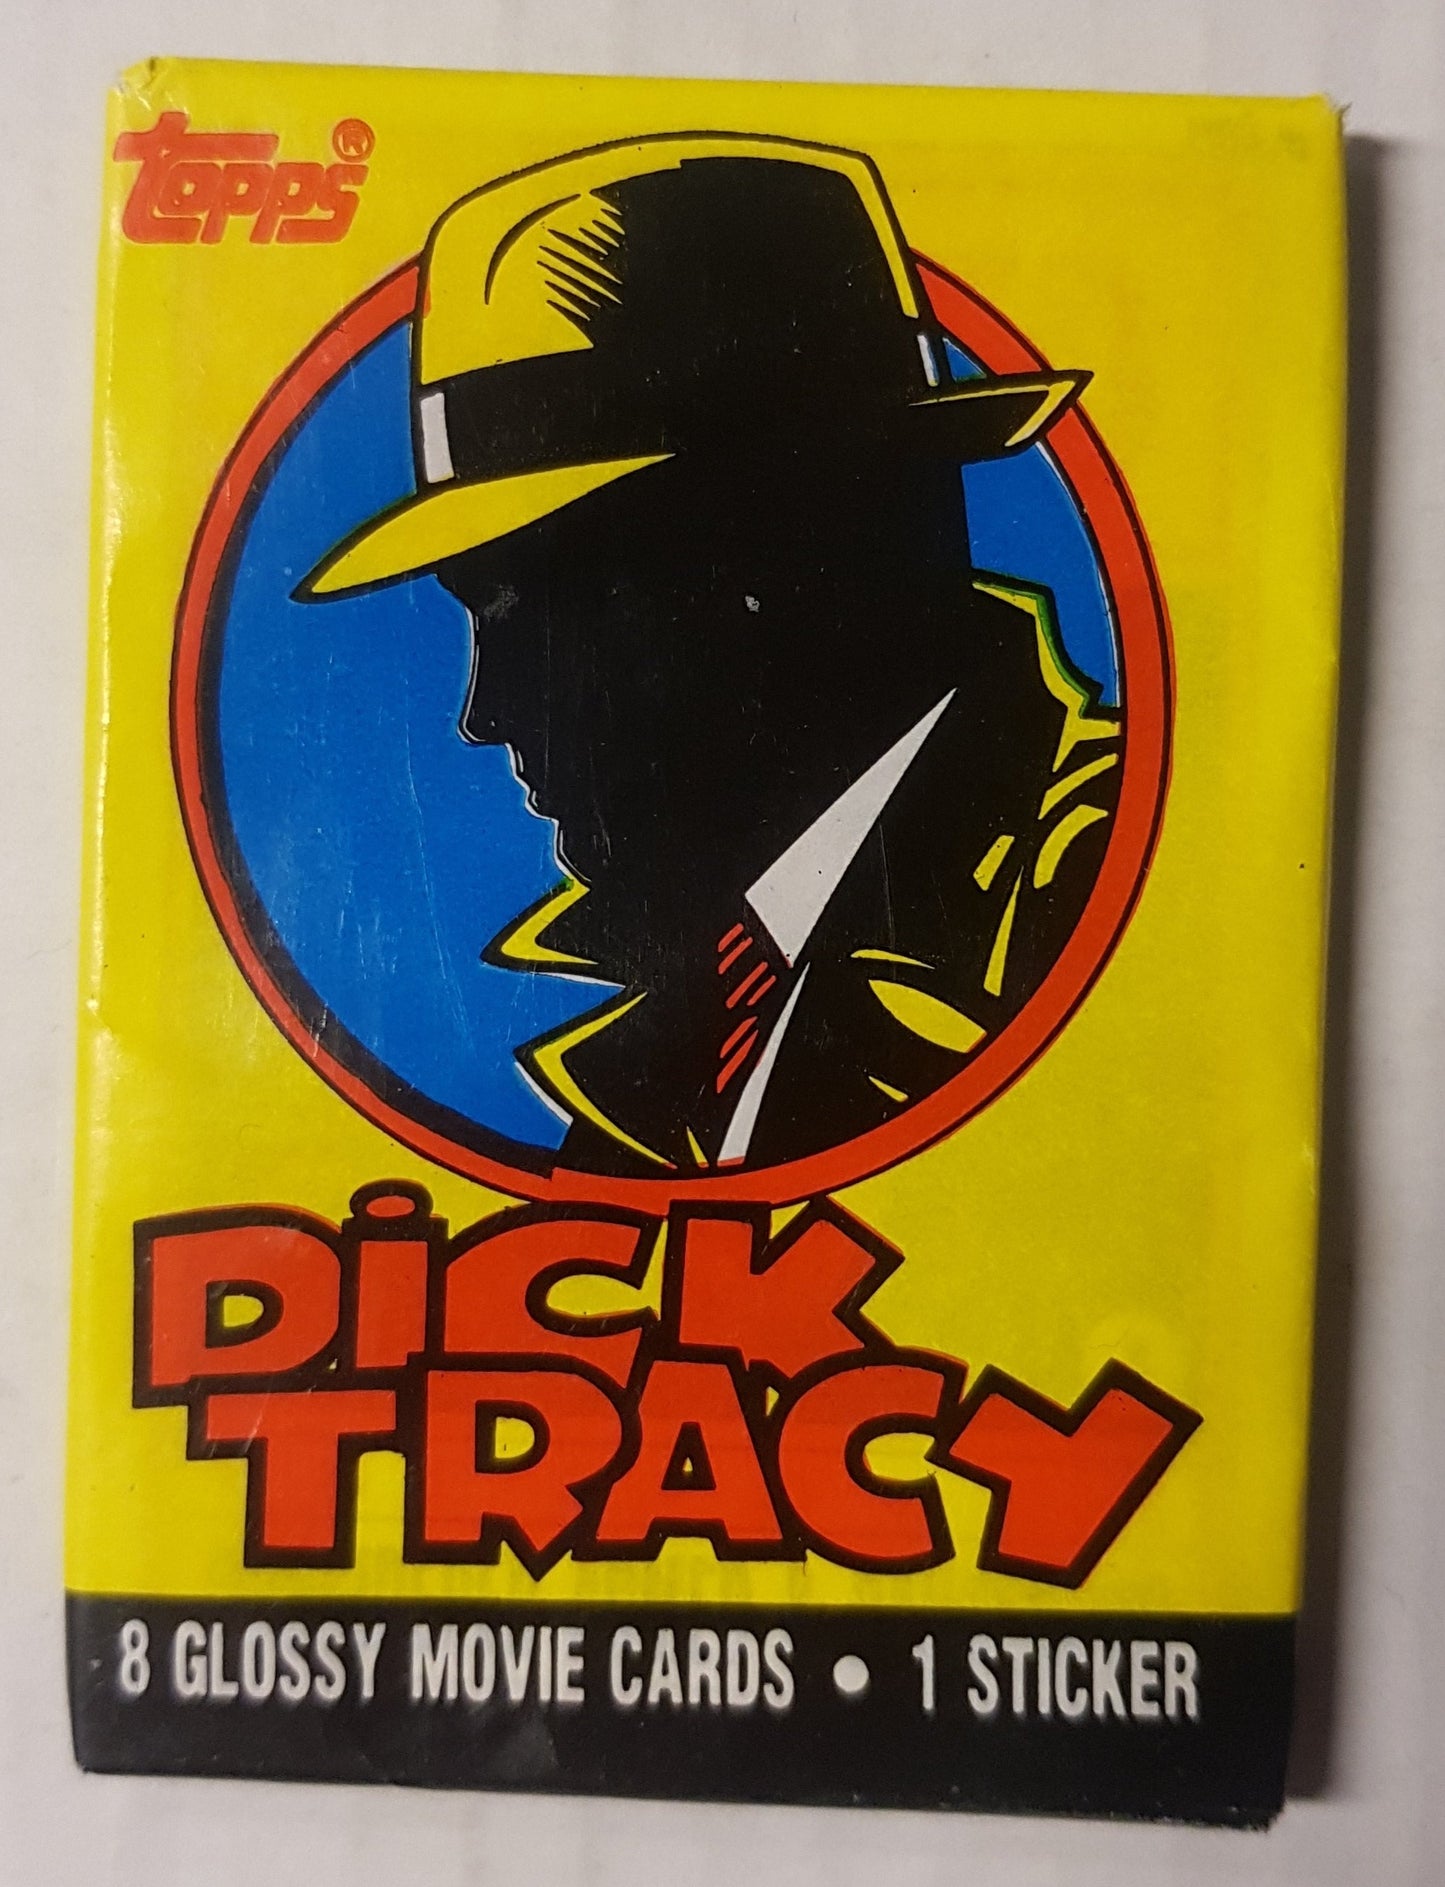 Topps®
DICK
TRACY
8 GLOSSY MOVIE CARDS • 1 STICKER